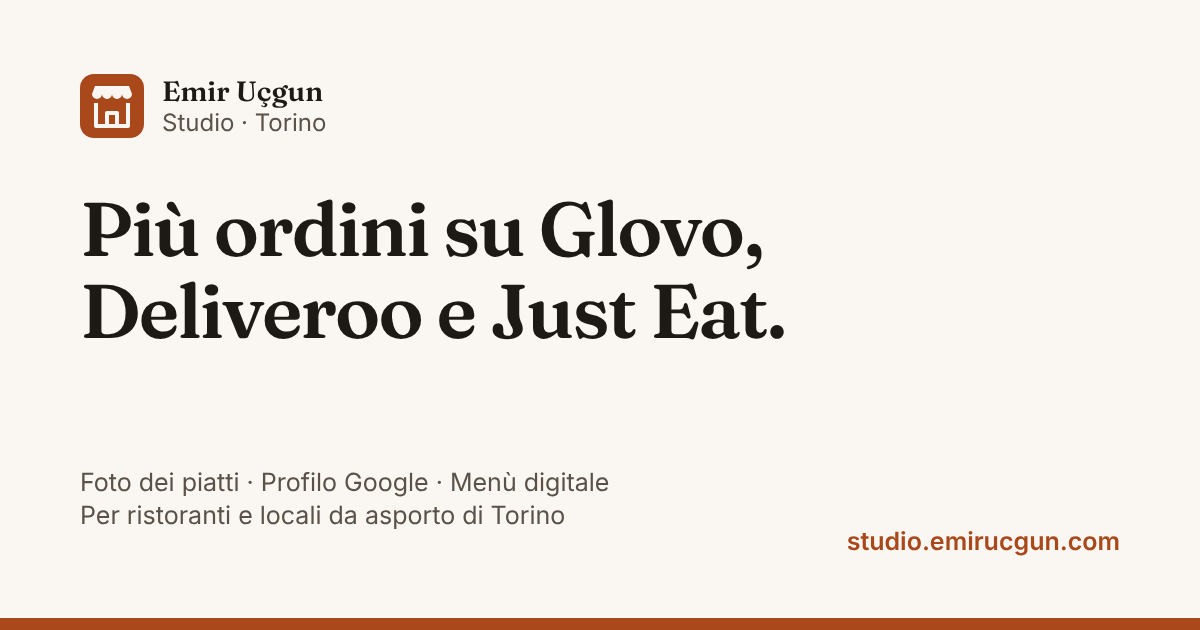 Emir Uçgun
Studio · Torino
Più ordini su Glovo,
Deliveroo e Just Eat.
Foto dei piatti · Profilo Google · Menù digitale
Per ristoranti e locali da asporto di Torino
studio.emirucgun.com